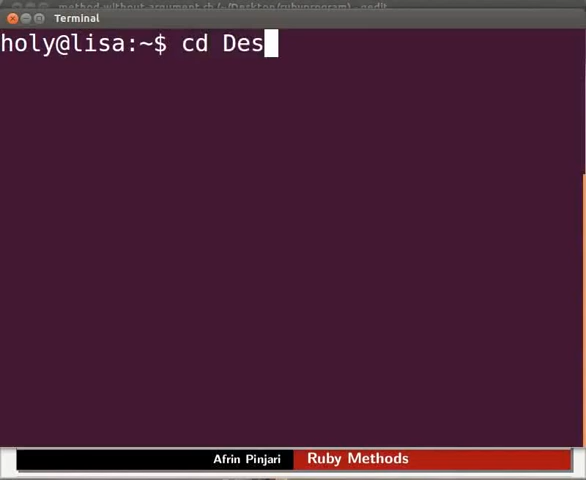 method-without-argument.rb (~/Desktop/rubyprogram) - gedit
Terminal
holy@lisa:~$ cd Des
Afrin Pinjari
Ruby Methods